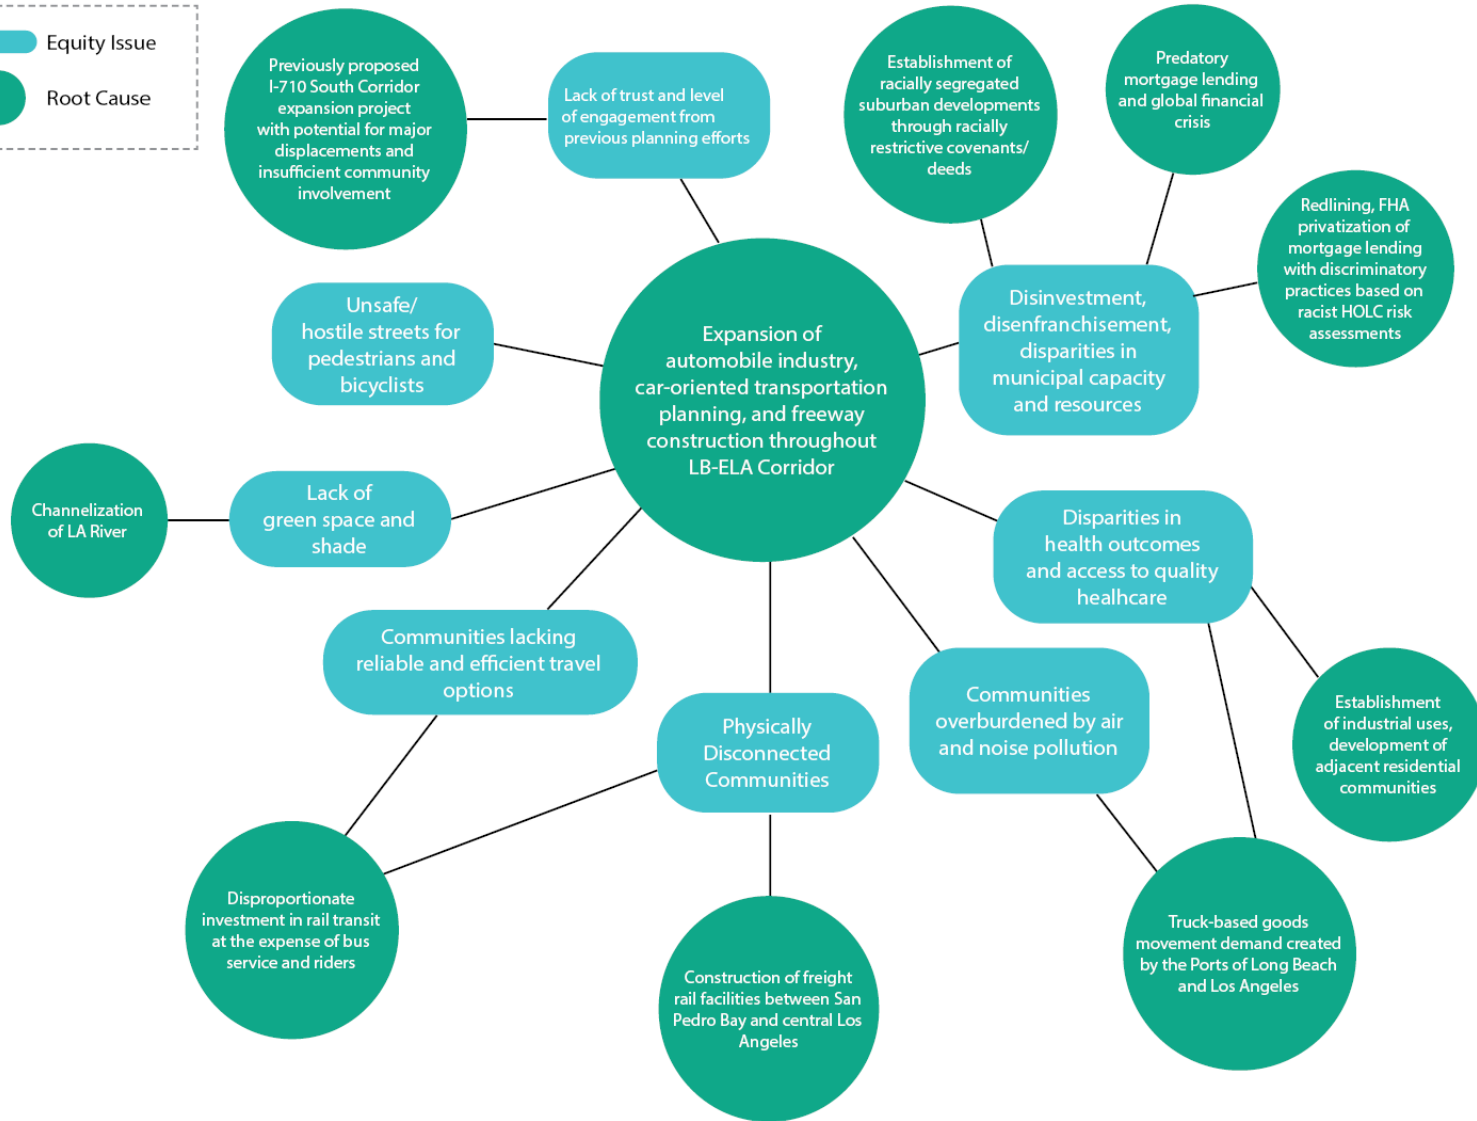 Equity Issue
Root Cause
Previously proposed
I-710 South Corridor
expansion project
with potential for major
displacements and
insufficient community
involvement
Lack of trust and level
of engagement from
previous planning efforts
Establishment of
racially segregated
suburban developments
through racially
restrictive covenants/
deeds
Predatory
mortgage lending
and global financial
crisis
Redlining, FHA
privatization of
mortgage lending
with discriminatory
practices based on
racist HOLC risk
assessments
Unsafe/
hostile streets for
pedestrians and
bicyclists
Expansion of
automobile industry,
car-oriented transportation
planning, and freeway
construction throughout
LB-ELA Corridor
Disinvestment,
disenfranchisement,
disparities in
municipal capacity
and resources
Channelization
of LA River
Lack of
green space and
shade
Disparities in
health outcomes
and access to quality
healhcare
Communities lacking
reliable and efficient travel
options
Physically
Disconnected
Communities
Communities
overburdened by air
and noise pollution
Establishment
of industrial uses,
development of
adjacent residential
communities
Disproportionate
investment in rail transit
at the expense of bus
service and riders
Construction of freight
rail facilities between San
Pedro Bay and central Los
Angeles
Truck-based goods
movement demand created
by the Ports of Long Beach
and Los Angeles